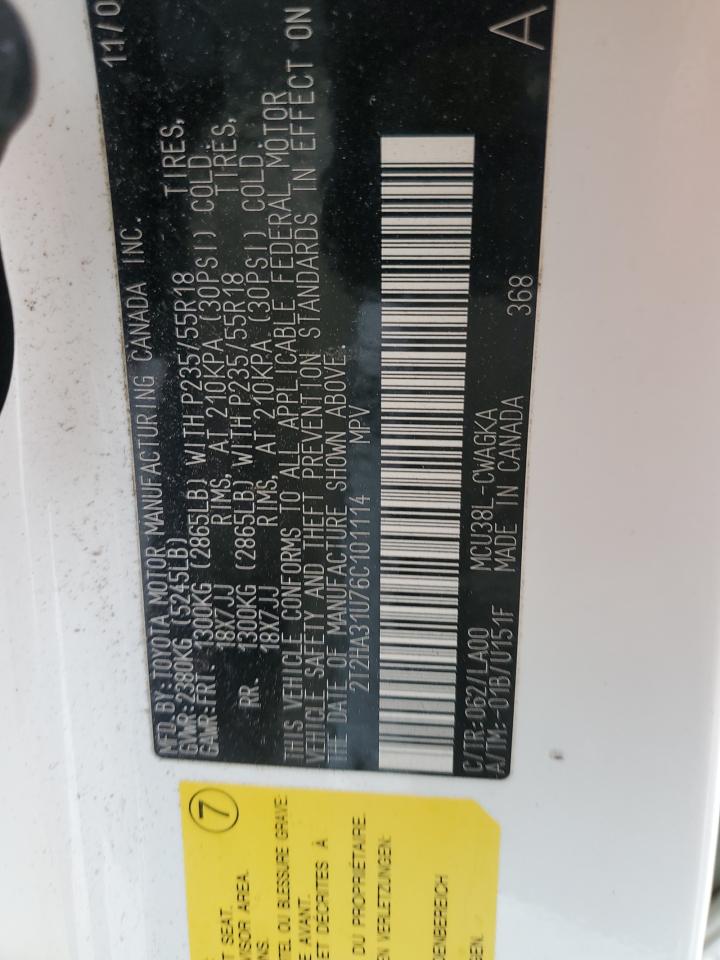 MFD.BY:TOYOTA MOTOR MANUFACTURING CANADA INC. 11/0
GVWR:2380KG (5245LB)
GAWR:FRT. 1300KG (2865LB) WITH P235/55R18 TIRES,
18X7JJ RIMS, AT 210KPA (30PSI) COLD.
RR. 1300KG (2865LB) WITH P235/55R18 TIRES,
18X7JJ RIMS, AT 210KPA (30PSI) COLD.
THIS VEHICLE CONFORMS TO ALL APPLICABLE FEDERAL MOTOR
VEHICLE SAFETY AND THEFT PREVENTION STANDARDS IN EFFECT ON
THE DATE OF MANUFACTURE SHOWN ABOVE.
2T2HA31U76C101114 MPV
C/TR:062/LA00 MCU38L-CWAGKA
A/TM:-01B/U151F MADE IN CANADA 368 A
7
T SEAT.
VISOR AREA.
TEL OU BLESSURE GRAVE:
E AVANT.
ET DÉCRITES À
DU PROPRIÉTAIRE.
EN VERLETZUNGEN:
DENBEREICH
GEN.